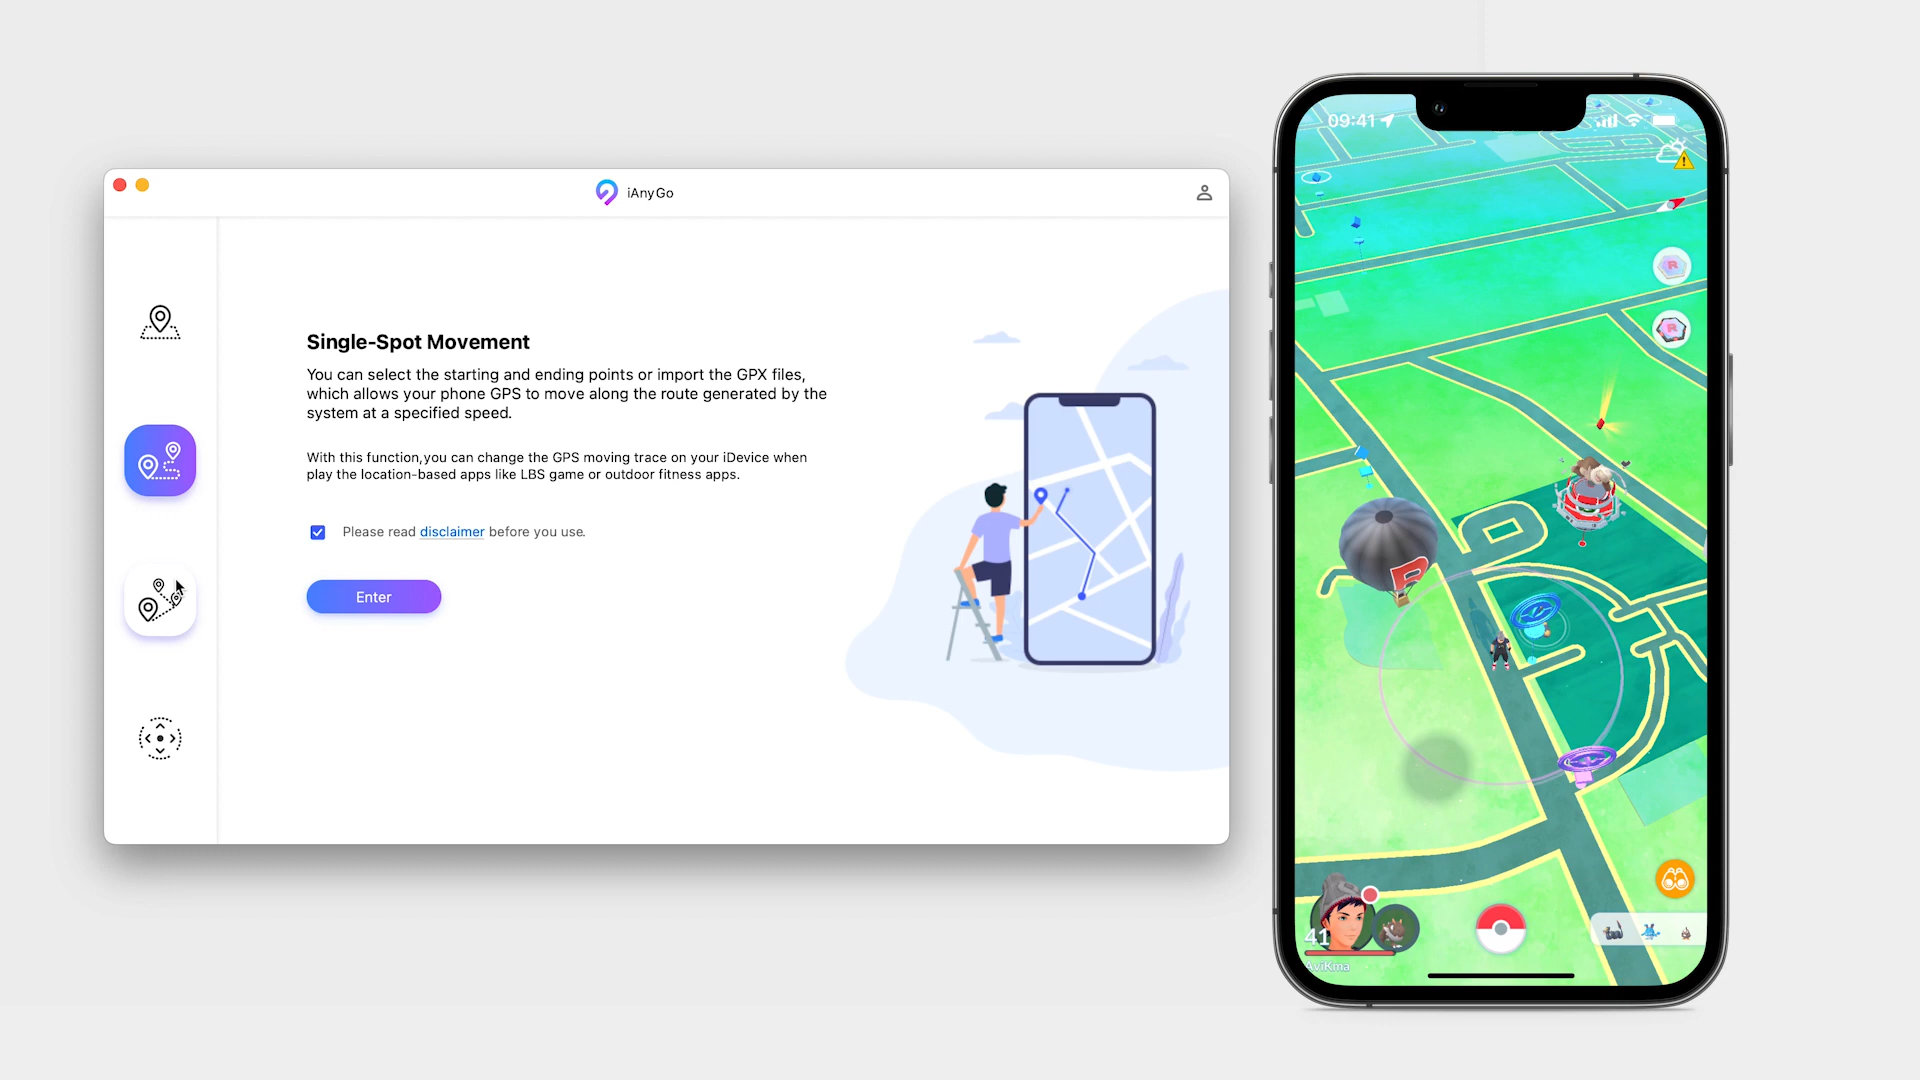 iAnyGo
Single-Spot Movement
You can select the starting and ending points or import the GPX files,
which allows your phone GPS to move along the route generated by the
system at a specified speed.
With this function,you can change the GPS moving trace on your iDevice when
play the location-based apps like LBS game or outdoor fitness apps.
Please read disclaimer before you use.
Enter
09:41
R
R
R
41
AviKina